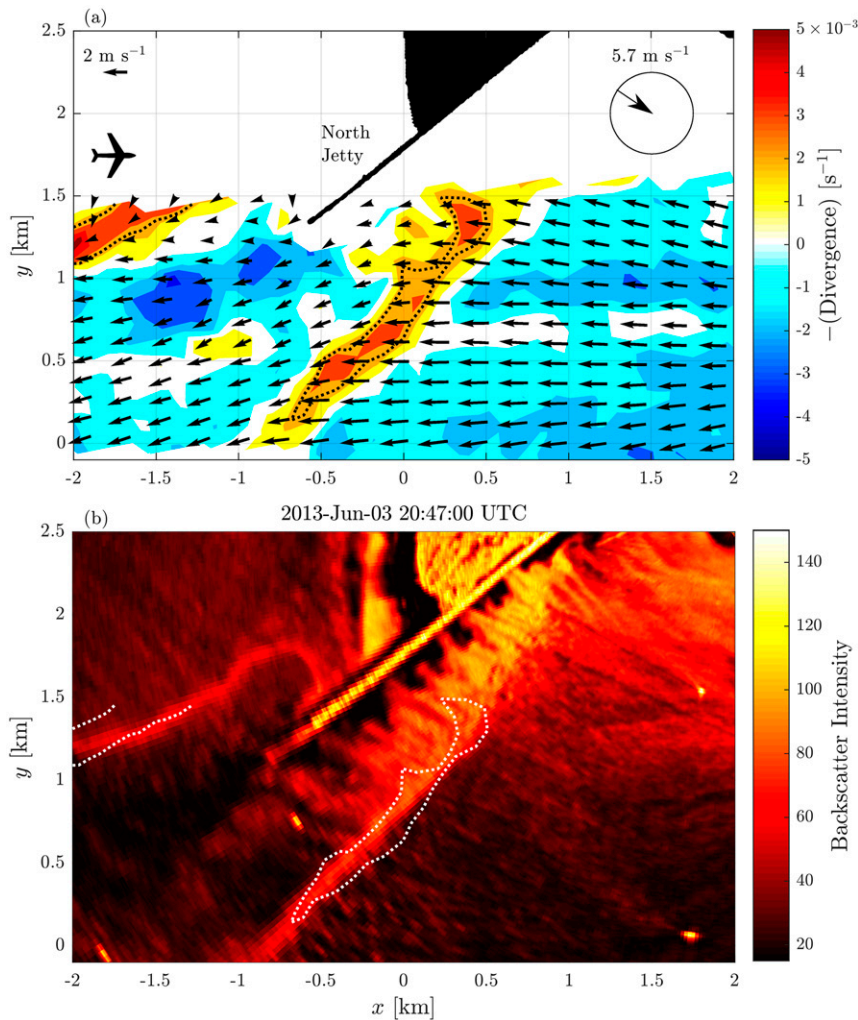 (a)
2 m s⁻¹
5.7 m s⁻¹
North
Jetty
2.5
2
1.5
1
0.5
0
y [km]
-2 -1.5 -1 -0.5 0 0.5 1 1.5 2
5 × 10⁻³
4
3
2
1
0
-1
-2
-3
-4
-5
−(Divergence) [s⁻¹]
(b)
2013-Jun-03 20:47:00 UTC
2.5
2
1.5
1
0.5
0
y [km]
-2 -1.5 -1 -0.5 0 0.5 1 1.5 2
x [km]
140
120
100
80
60
40
20
Backscatter Intensity